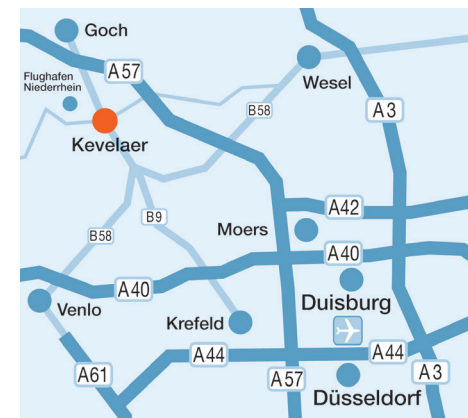 Goch
A57
Wesel
Flughafen
Niederrhein
A3
B58
Kevelaer
A42
B9
Moers
B58
A40
A40
Duisburg
Venlo
Krefeld
A44
A44
A61
A57
Düsseldorf
A3